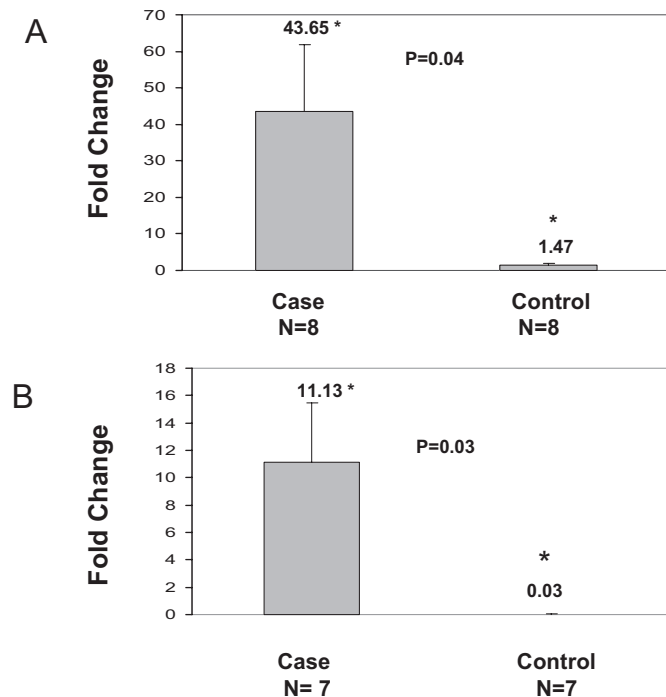 A
Fold Change
70
60
50
40
30
20
10
0
43.65 *
P=0.04
*
1.47
Case
N=8
Control
N=8
B
Fold Change
18
16
14
12
10
8
6
4
2
0
11.13 *
P=0.03
*
0.03
Case
N= 7
Control
N=7